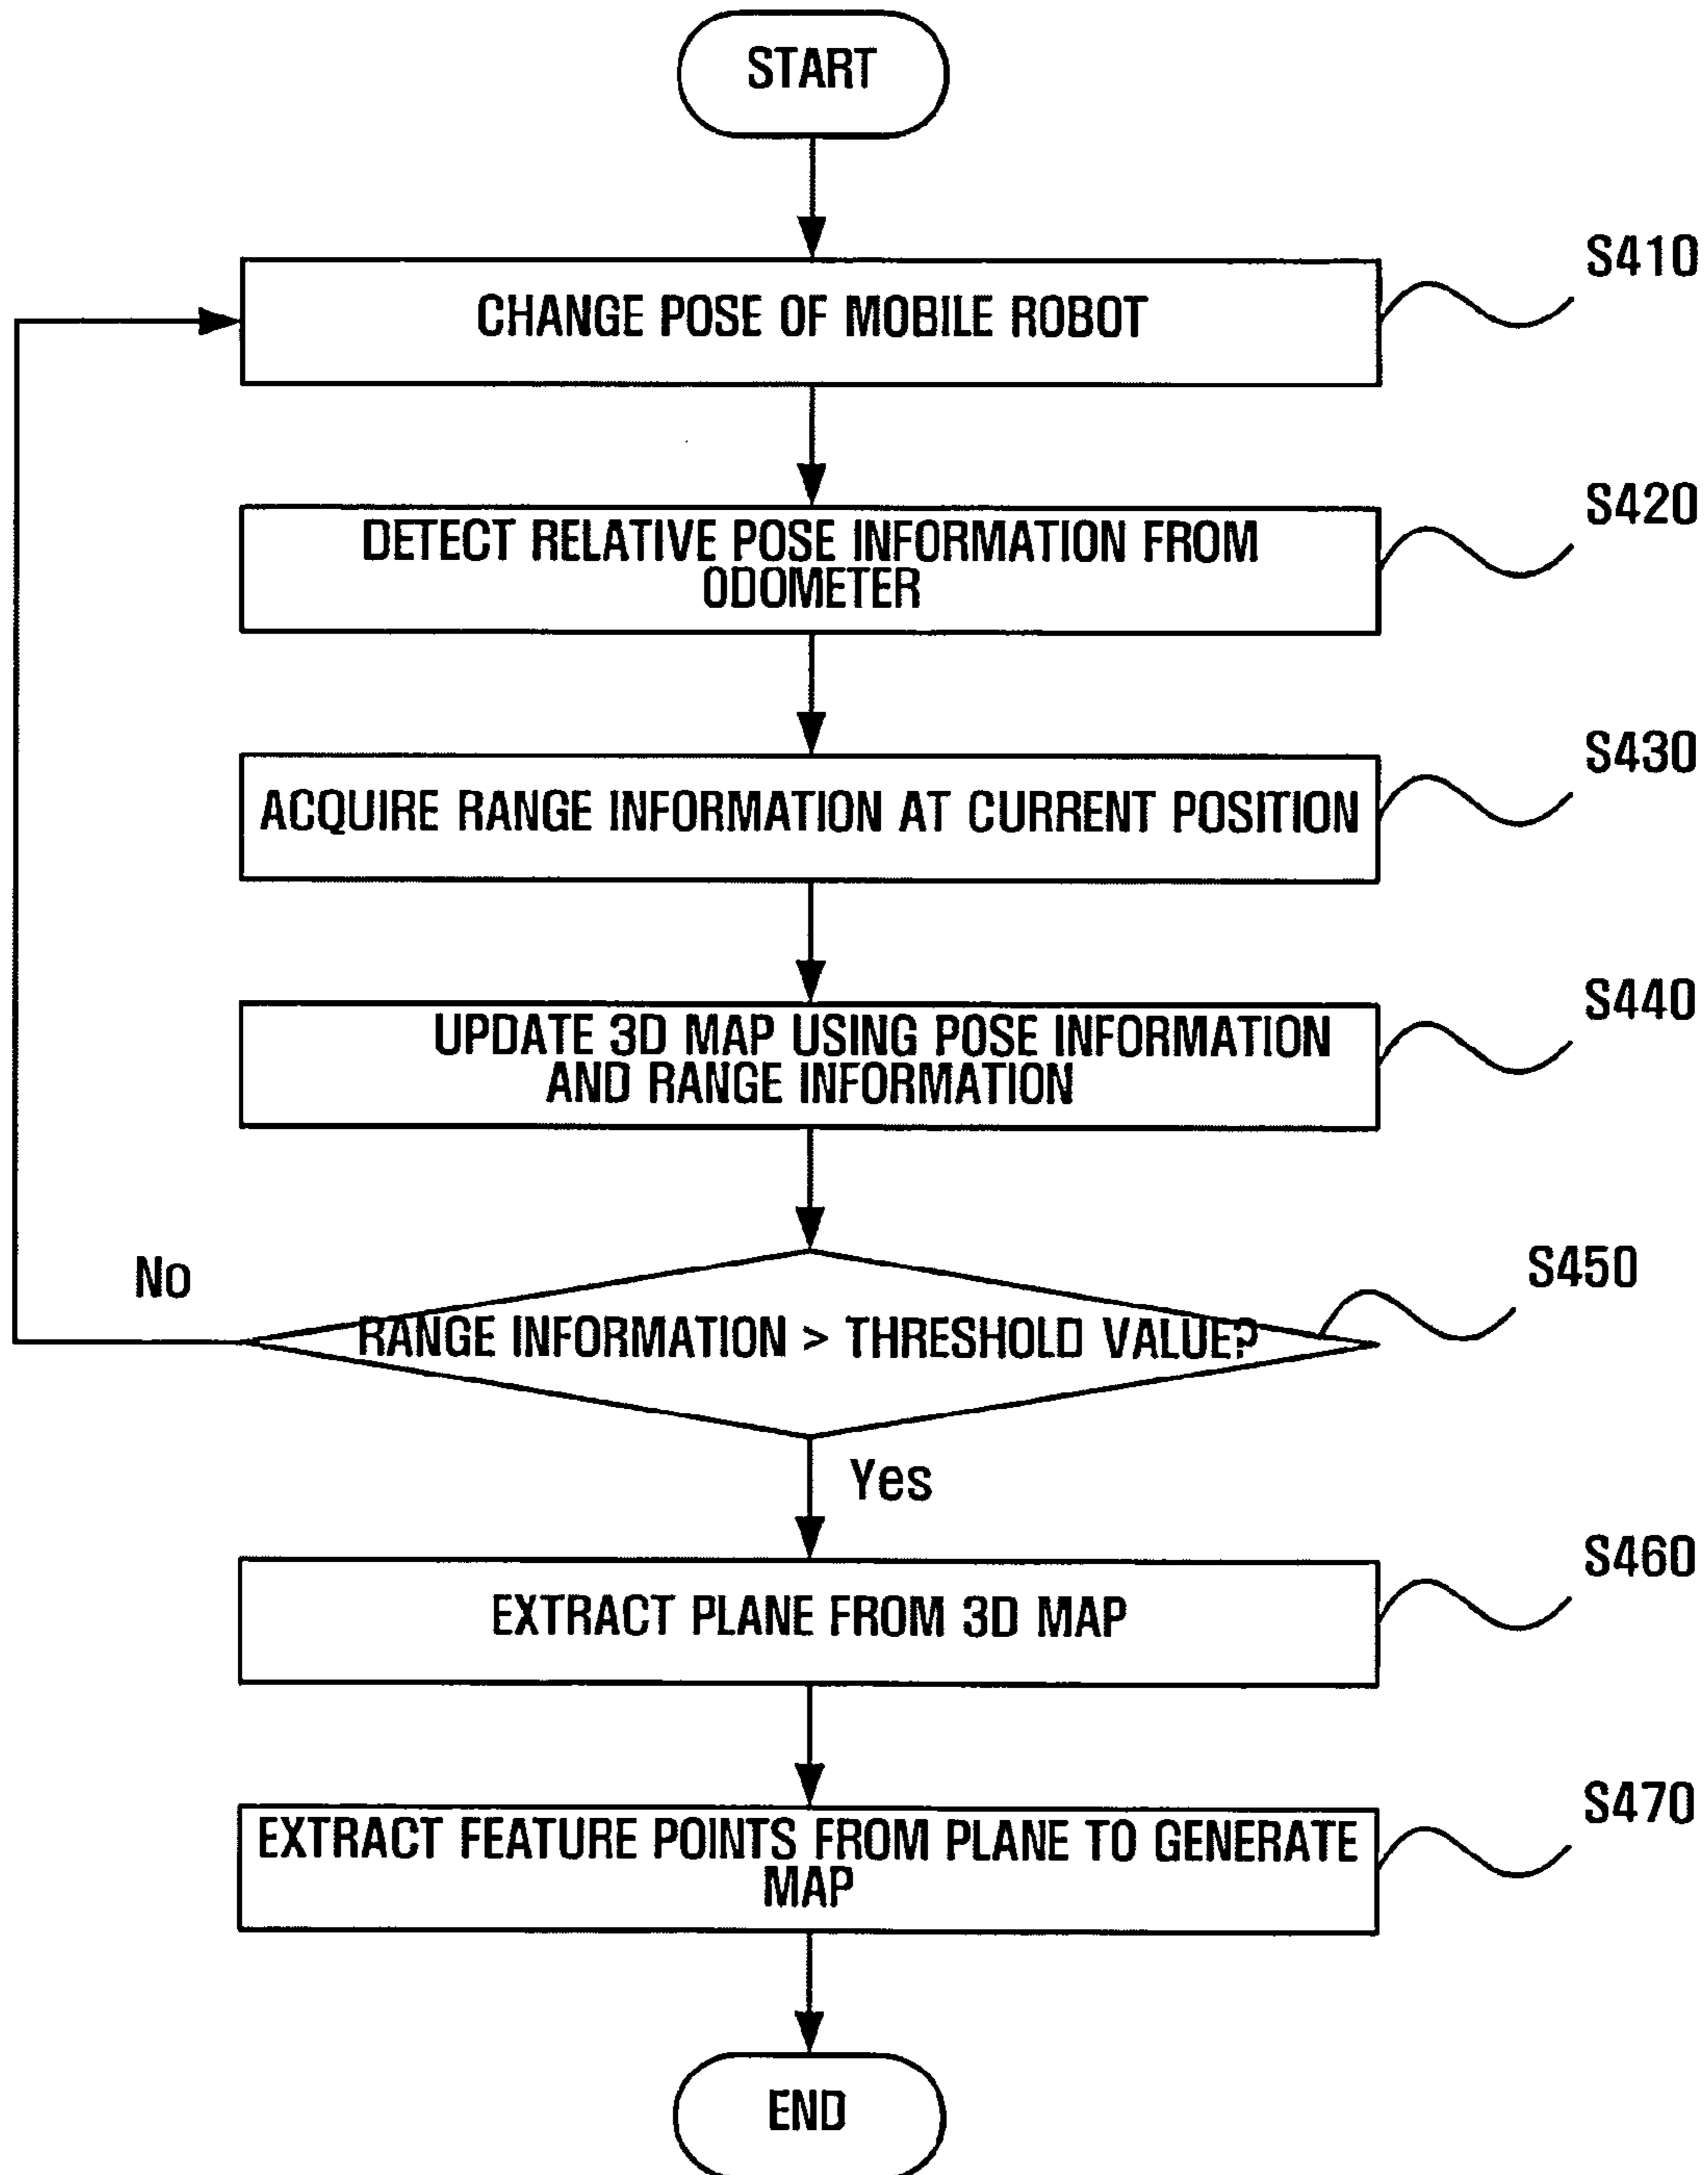 START
S410
CHANGE POSE OF MOBILE ROBOT
S420
DETECT RELATIVE POSE INFORMATION FROM
ODOMETER
S430
ACQUIRE RANGE INFORMATION AT CURRENT POSITION
S440
UPDATE 3D MAP USING POSE INFORMATION
AND RANGE INFORMATION
No
S450
RANGE INFORMATION > THRESHOLD VALUE?
Yes
S460
EXTRACT PLANE FROM 3D MAP
S470
EXTRACT FEATURE POINTS FROM PLANE TO GENERATE
MAP
END